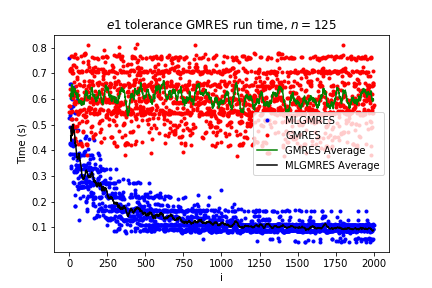 e1 tolerance GMRES run time, n = 125
Time (s)
0.8
0.7
0.6
0.5
0.4
0.3
0.2
0.1
MLGMRES
GMRES
GMRES Average
MLGMRES Average
0 250 500 750 1000 1250 1500 1750 2000
i